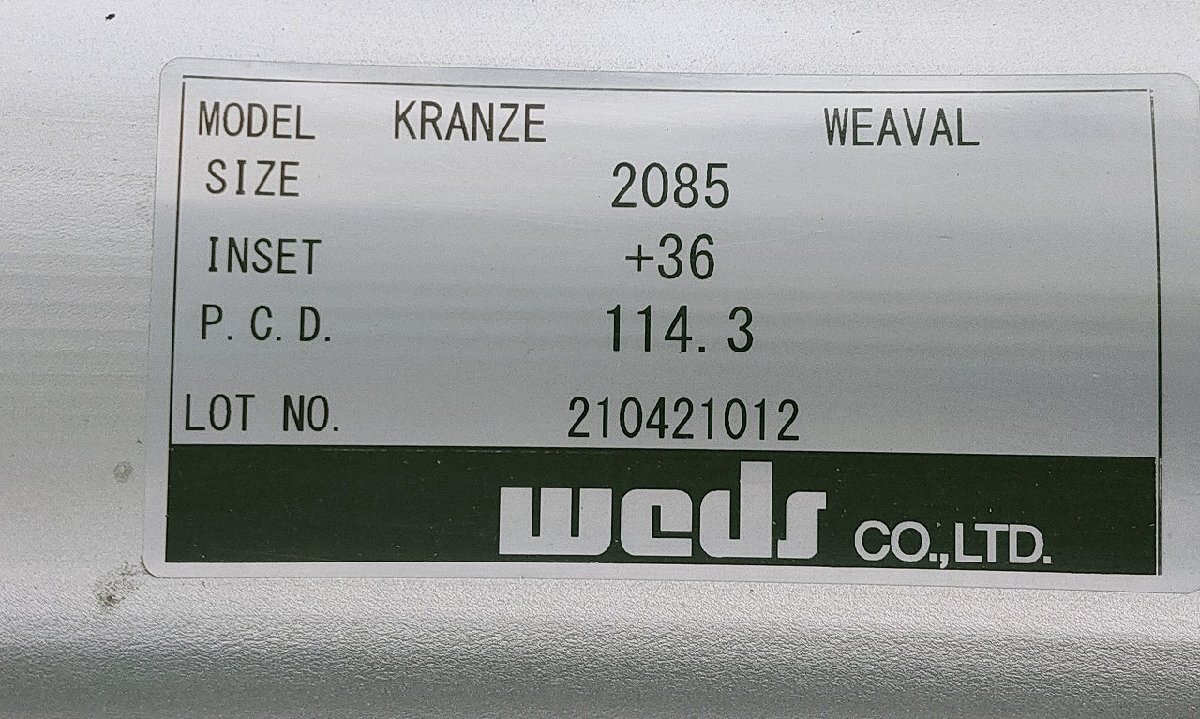 MODEL KRANZE WEAVAL
SIZE 2085
INSET +36
P.C.D. 114.3
LOT NO. 210421012
weds CO.,LTD.